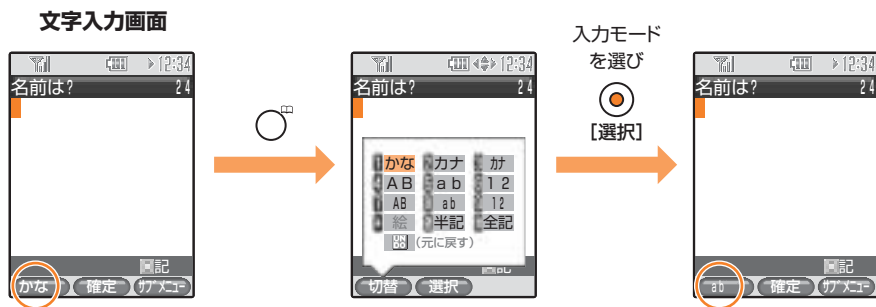 文字入力画面
12:34
名前は? 24
記
かな 確定 ｻﾌﾞﾒﾆｭｰ
12:34
名前は? 24
かな カナ ｶﾅ
ＡＢ ａｂ １２
AB ab 12
絵 半記 全記
(元に戻す)
切替 選択
入力モード
を選び
[選択]
12:34
名前は? 24
記
ab 確定 ｻﾌﾞﾒﾆｭｰ